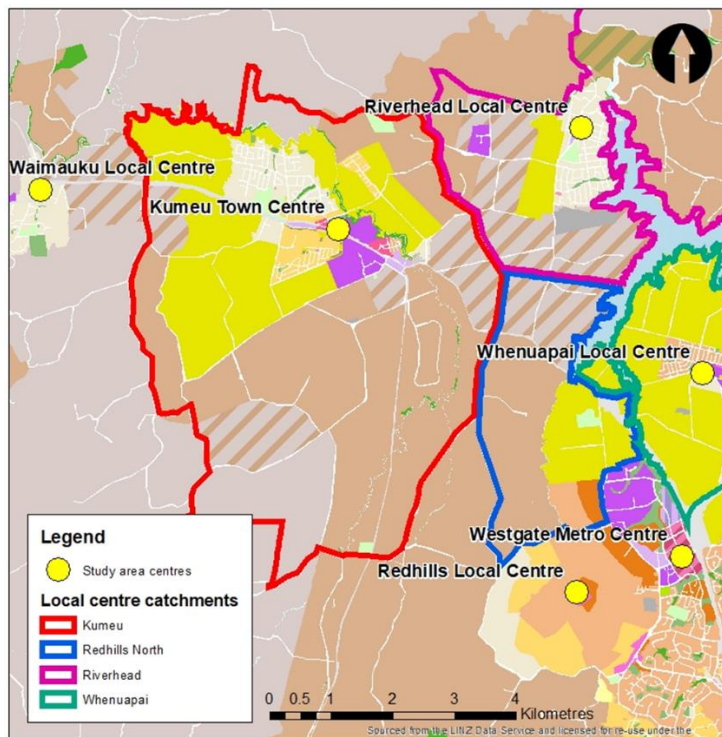 Riverhead Local Centre
Waimauku Local Centre
Kumeu Town Centre
Whenuapai Local Centre
Westgate Metro Centre
Redhills Local Centre
Legend
Study area centres
Local centre catchments
Kumeu
Redhills North
Riverhead
Whenuapai
0 0.5 1 2 3 4
Kilometres
Sourced from the LINZ Data Service and licensed for re-use under the